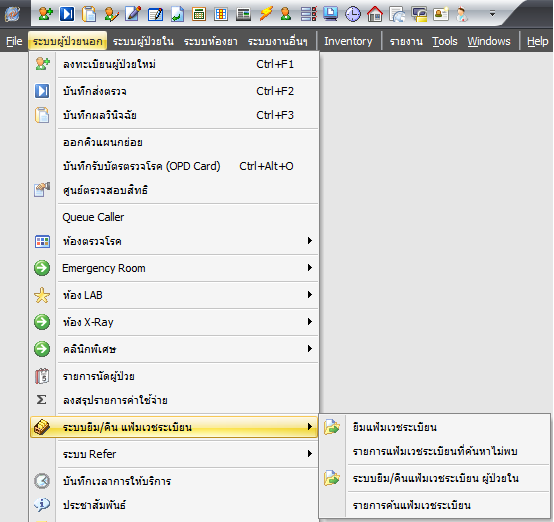 File ระบบผู้ป่วยนอก ระบบผู้ป่วยใน ระบบห้องยา ระบบงานอื่นๆ Inventory รายงาน Tools Windows Help
ลงทะเบียนผู้ป่วยใหม่ Ctrl+F1
บันทึกส่งตรวจ Ctrl+F2
บันทึกผลวินิจฉัย Ctrl+F3
ออกคิวแผนกย่อย
บันทึกรับบัตรตรวจโรค (OPD Card) Ctrl+Alt+O
ศูนย์ตรวจสอบสิทธิ
Queue Caller
ห้องตรวจโรค
Emergency Room
ห้อง LAB
ห้อง X-Ray
คลินิกพิเศษ
รายการนัดผู้ป่วย
ลงสรุปรายการค่าใช้จ่าย
ระบบยืม/คืน แฟ้มเวชระเบียน
ระบบ Refer
บันทึกเวลาการให้บริการ
ประชาสัมพันธ์
ยืมแฟ้มเวชระเบียน
รายการแฟ้มเวชระเบียนที่ค้นหาไม่พบ
ระบบยืม/คืนแฟ้มเวชระเบียน ผู้ป่วยใน
รายการค้นแฟ้มเวชระเบียน